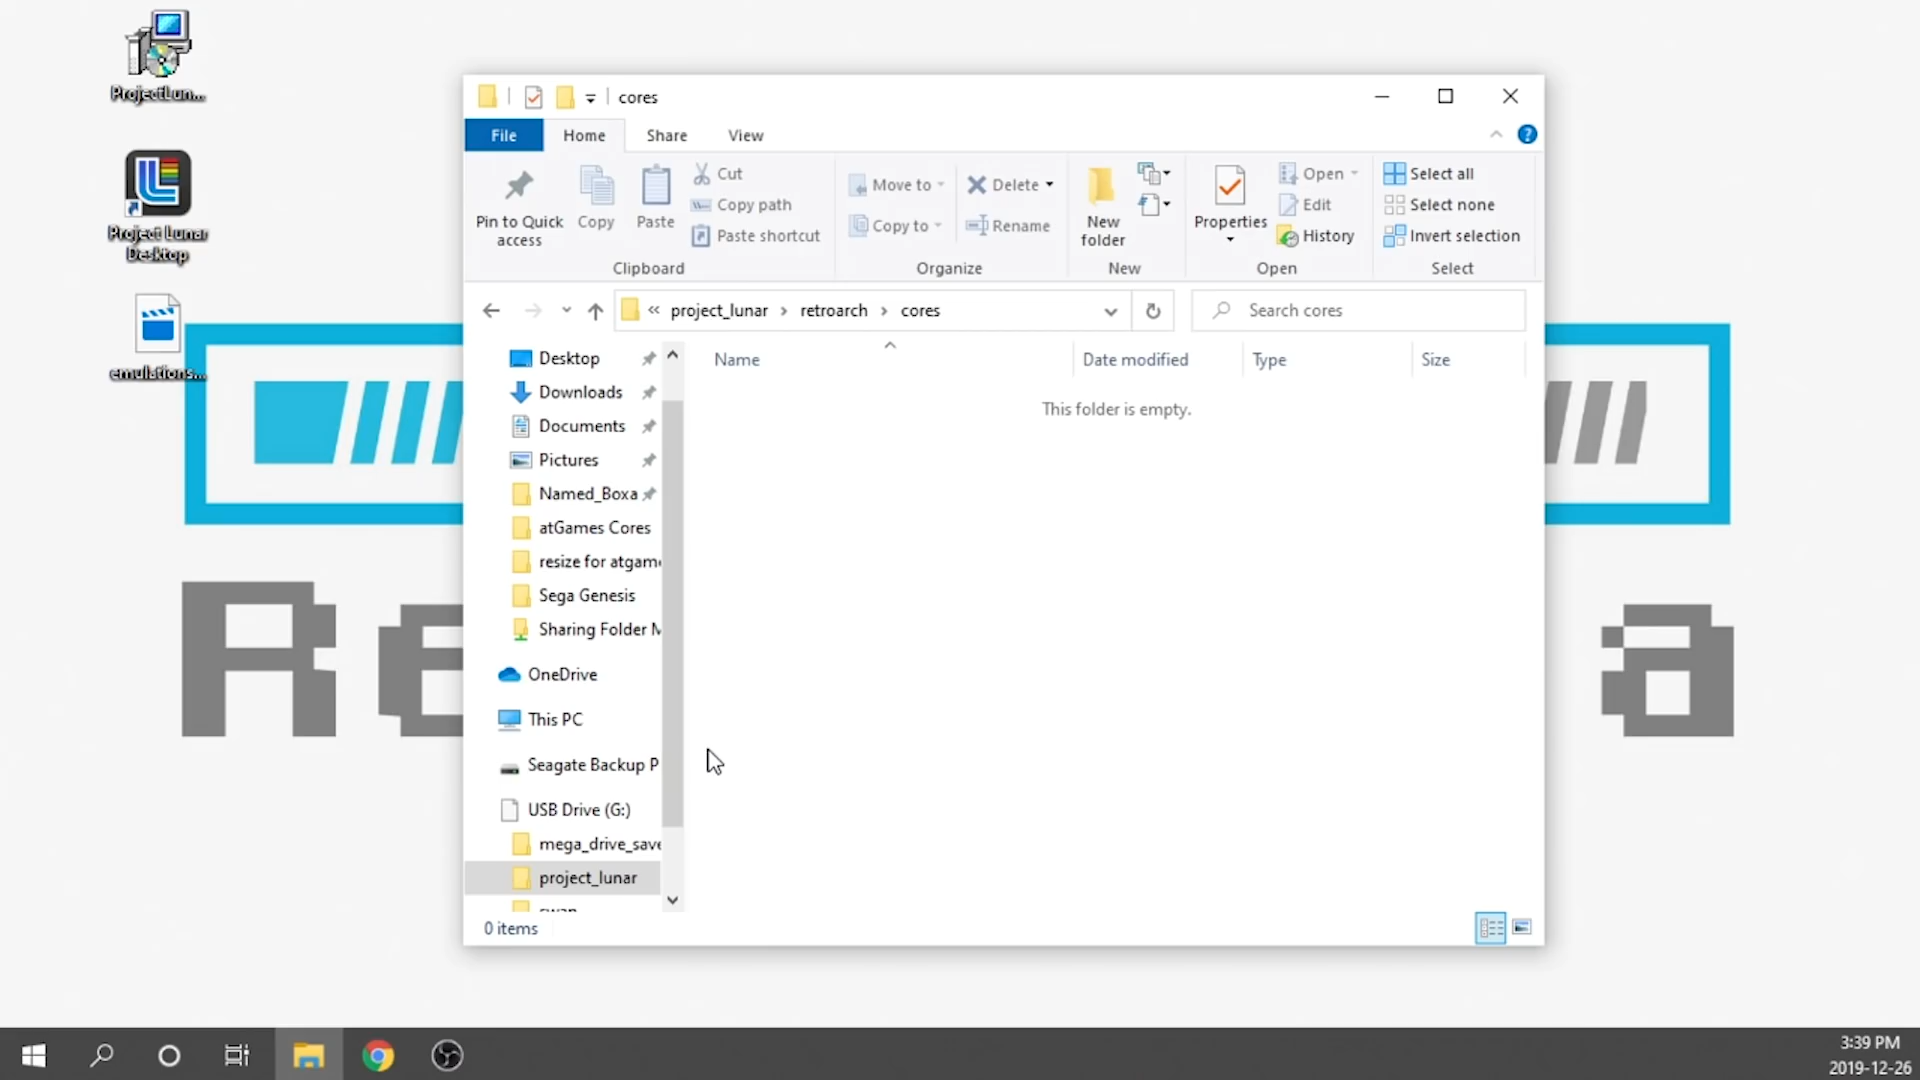 ProjectLun...
Project Lunar
Desktop
emulations...
Re
a
cores
File
Home
Share
View
Pin to Quick
access
Copy
Paste
Cut
Copy path
Paste shortcut
Clipboard
Move to
Copy to
Delete
Rename
Organize
New
folder
New
Properties
Open
Edit
History
Open
Select all
Select none
Invert selection
Select
« project_lunar › retroarch › cores
Search cores
Name
Date modified
Type
Size
This folder is empty.
Desktop
Downloads
Documents
Pictures
Named_Boxa
atGames Cores
resize for atgam
Sega Genesis
Sharing Folder M
OneDrive
This PC
Seagate Backup P
USB Drive (G:)
mega_drive_save
project_lunar
swap
0 items
3:39 PM
2019-12-26